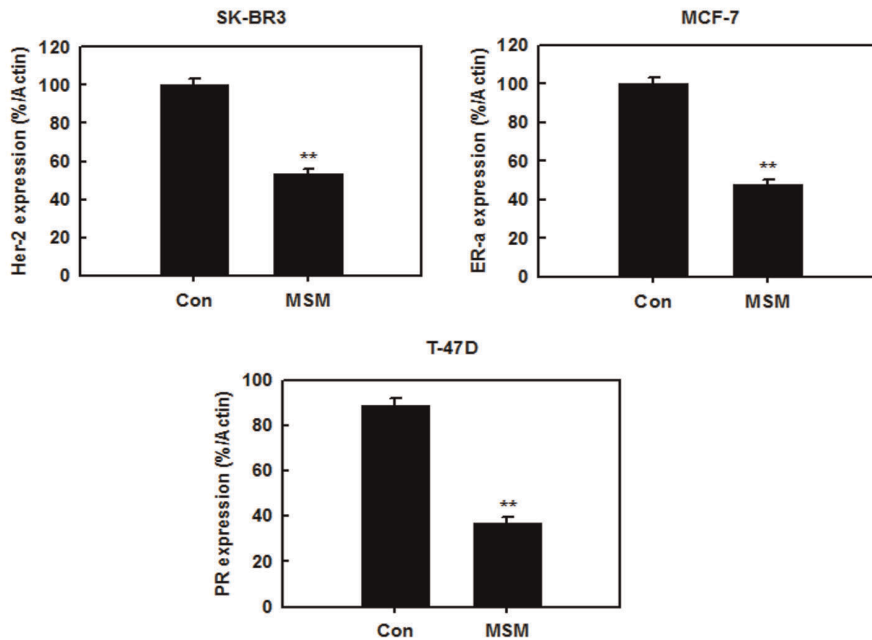 SK-BR3
Her-2 expression (%/Actin)
120
100
80
60
40
20
0
**
Con MSM
MCF-7
ER-a expression (%/Actin)
120
100
80
60
40
20
0
**
Con MSM
T-47D
PR expression (%/Actin)
100
80
60
40
20
0
**
Con MSM